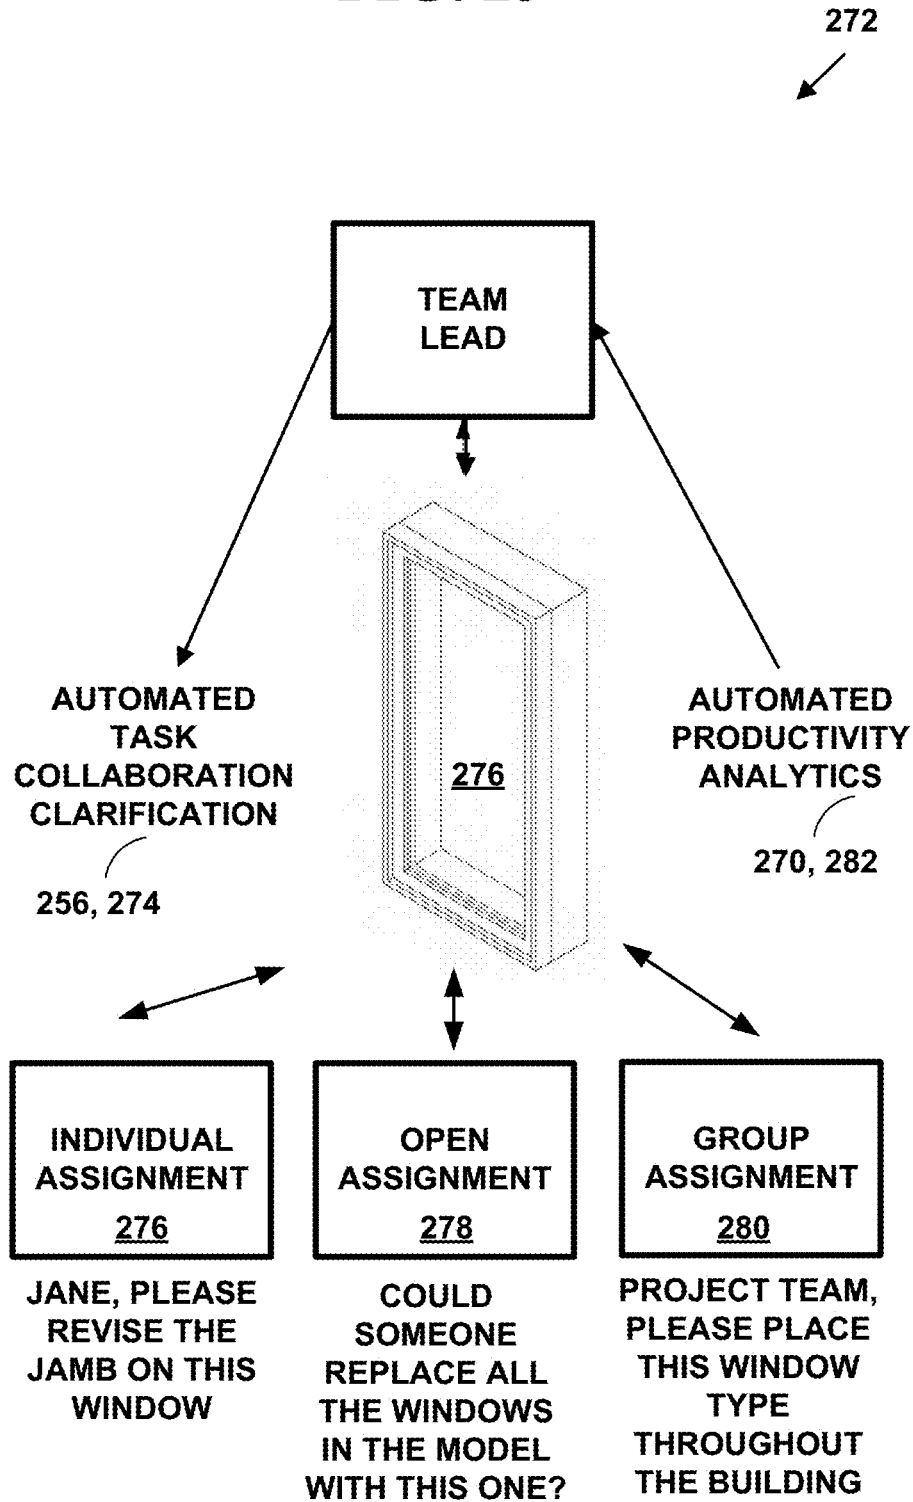 272
TEAM
LEAD
AUTOMATED
TASK
COLLABORATION
CLARIFICATION
256, 274
276
AUTOMATED
PRODUCTIVITY
ANALYTICS
270, 282
INDIVIDUAL
ASSIGNMENT
276
JANE, PLEASE
REVISE THE
JAMB ON THIS
WINDOW
OPEN
ASSIGNMENT
278
COULD
SOMEONE
REPLACE ALL
THE WINDOWS
IN THE MODEL
WITH THIS ONE?
GROUP
ASSIGNMENT
280
PROJECT TEAM,
PLEASE PLACE
THIS WINDOW
TYPE
THROUGHOUT
THE BUILDING